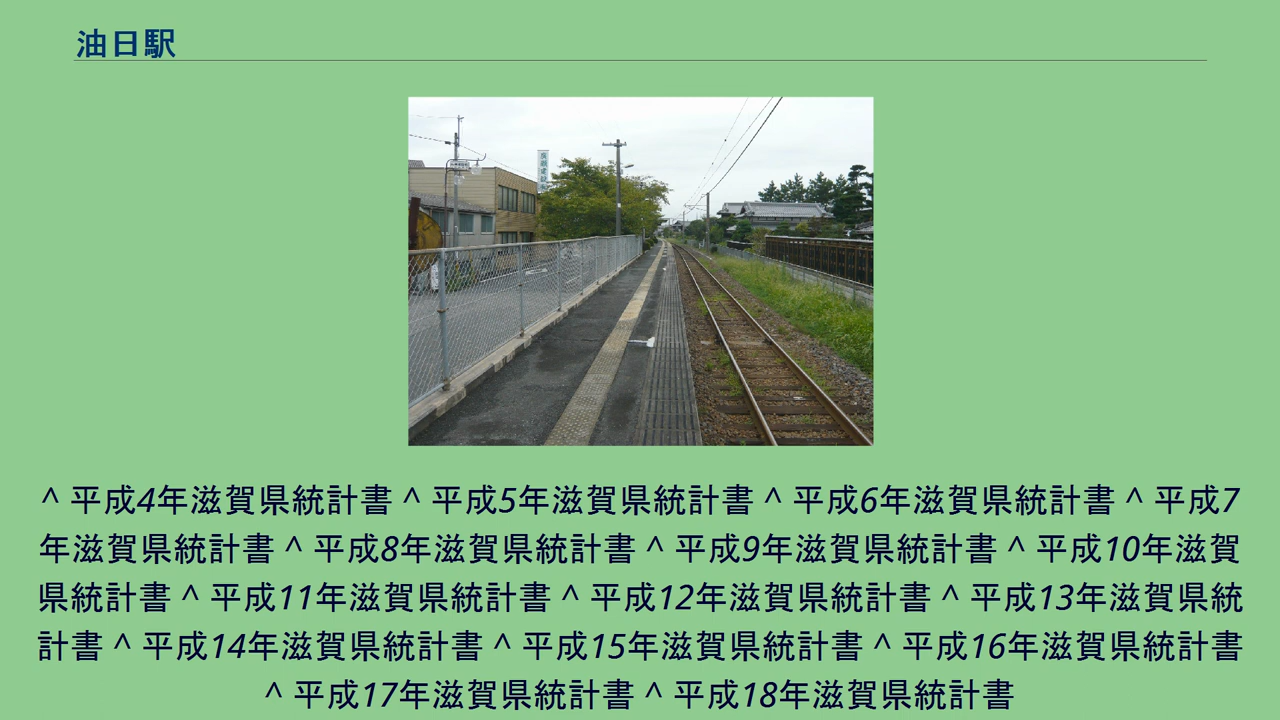 油日駅
^ 平成4年滋賀県統計書 ^ 平成5年滋賀県統計書 ^ 平成6年滋賀県統計書 ^ 平成7
年滋賀県統計書 ^ 平成8年滋賀県統計書 ^ 平成9年滋賀県統計書 ^ 平成10年滋賀
県統計書 ^ 平成11年滋賀県統計書 ^ 平成12年滋賀県統計書 ^ 平成13年滋賀県統
計書 ^ 平成14年滋賀県統計書 ^ 平成15年滋賀県統計書 ^ 平成16年滋賀県統計書
^ 平成17年滋賀県統計書 ^ 平成18年滋賀県統計書